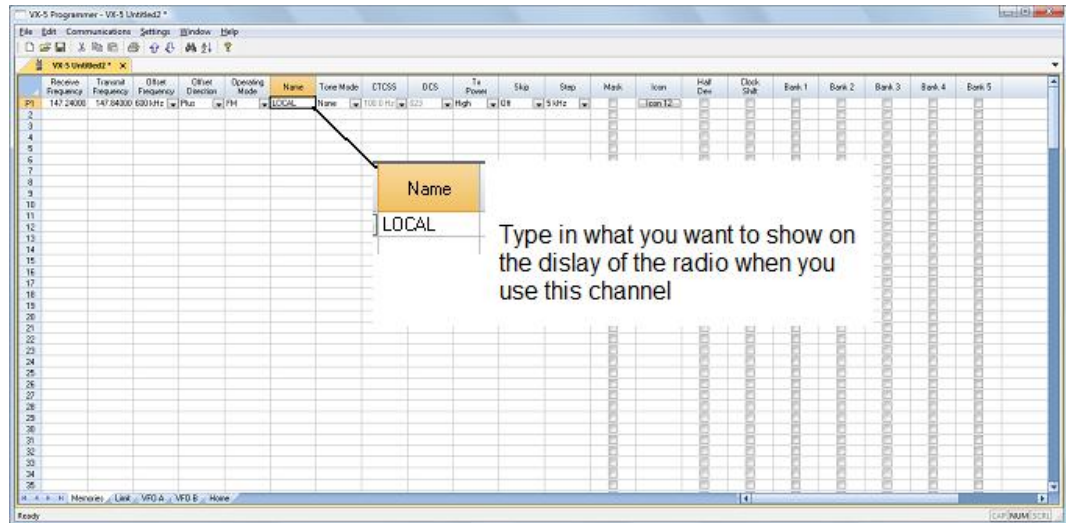 VX-5 Programmer - VX-5 Untitled2 *
File Edit Communications Settings Window Help
VX-5 Untitled2 * X
Receive Frequency Transmit Frequency Offset Frequency Offset Direction Operating Mode Name Tone Mode CTCSS DCS Tx Power Skip Step Mask Icon Half Dev Clock Shift Bank 1 Bank 2 Bank 3 Bank 4 Bank 5
P1 147.24000 147.84000 600 kHz Plus FM LOCAL None 100.0 Hz 023 High Off 5 kHz Icon 12
2
3
4
5
6
7
8
9
10
11
12
13
14
15
16
17
18
19
20
21
22
23
24
25
26
27
28
29
30
31
32
33
34
35
Name
LOCAL
Type in what you want to show on
the dislay of the radio when you
use this channel
Memories Limit VFO A VFO B Home
Ready CAP NUM SCRL